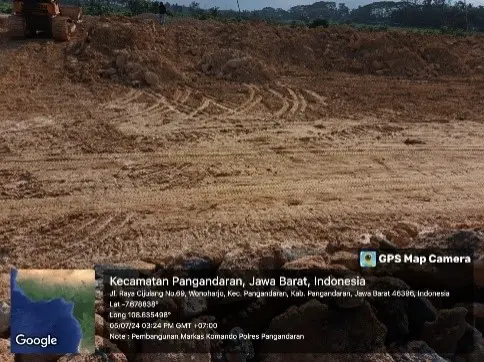 GPS Map Camera
Kecamatan Pangandaran, Jawa Barat, Indonesia
Jl. Raya Cijulang No.69, Wonoharjo, Kec. Pangandaran, Kab. Pangandaran, Jawa Barat 46396, Indonesia
Lat -7.678838°
Long 108.635498°
05/07/24 03:24 PM GMT +07:00
Note : Pembangunan Markas Komando Polres Pangandaran
Google